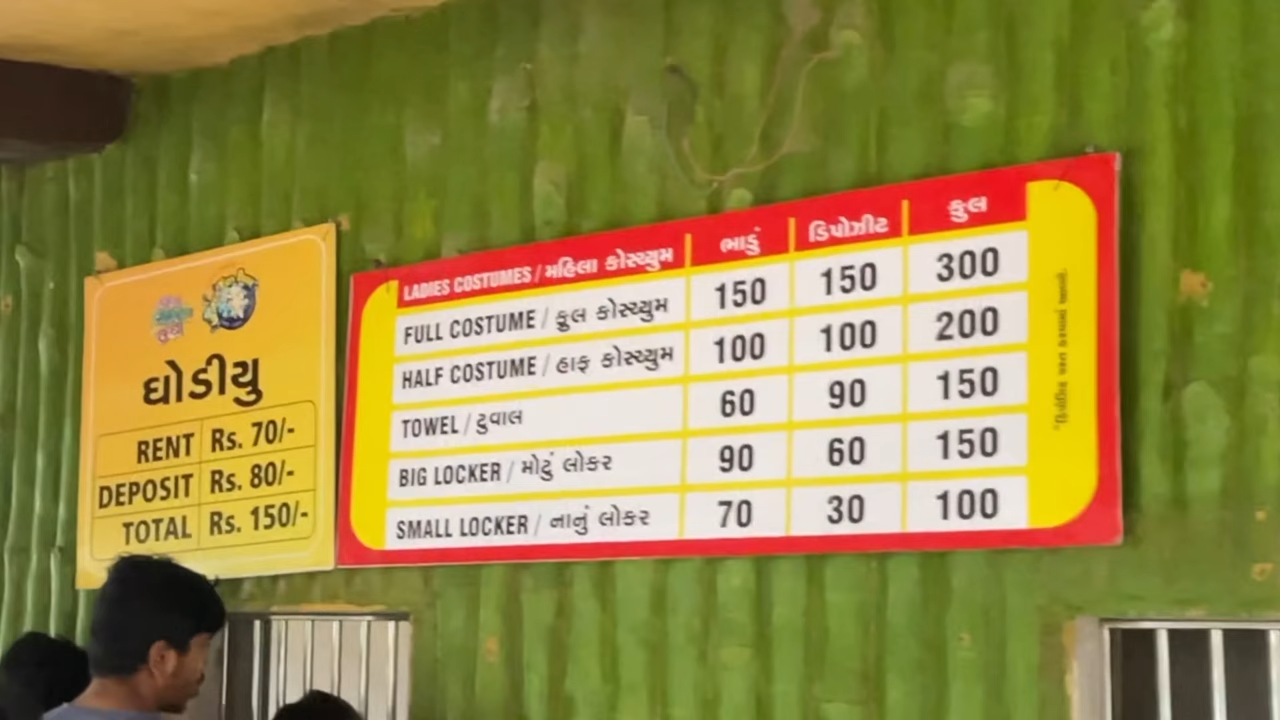 ઘોડીયુ
RENT Rs. 70/-
DEPOSIT Rs. 80/-
TOTAL Rs. 150/-
LADIES COSTUMES / મહિલા કોસ્ચ્યુમ ભાડું ડિપોઝીટ કુલ
FULL COSTUME / ફુલ કોસ્ચ્યુમ 150 150 300
HALF COSTUME / હાફ કોસ્ચ્યુમ 100 100 200
TOWEL / ટુવાલ 60 90 150
BIG LOCKER / મોટું લોકર 90 60 150
SMALL LOCKER / નાનું લોકર 70 30 100